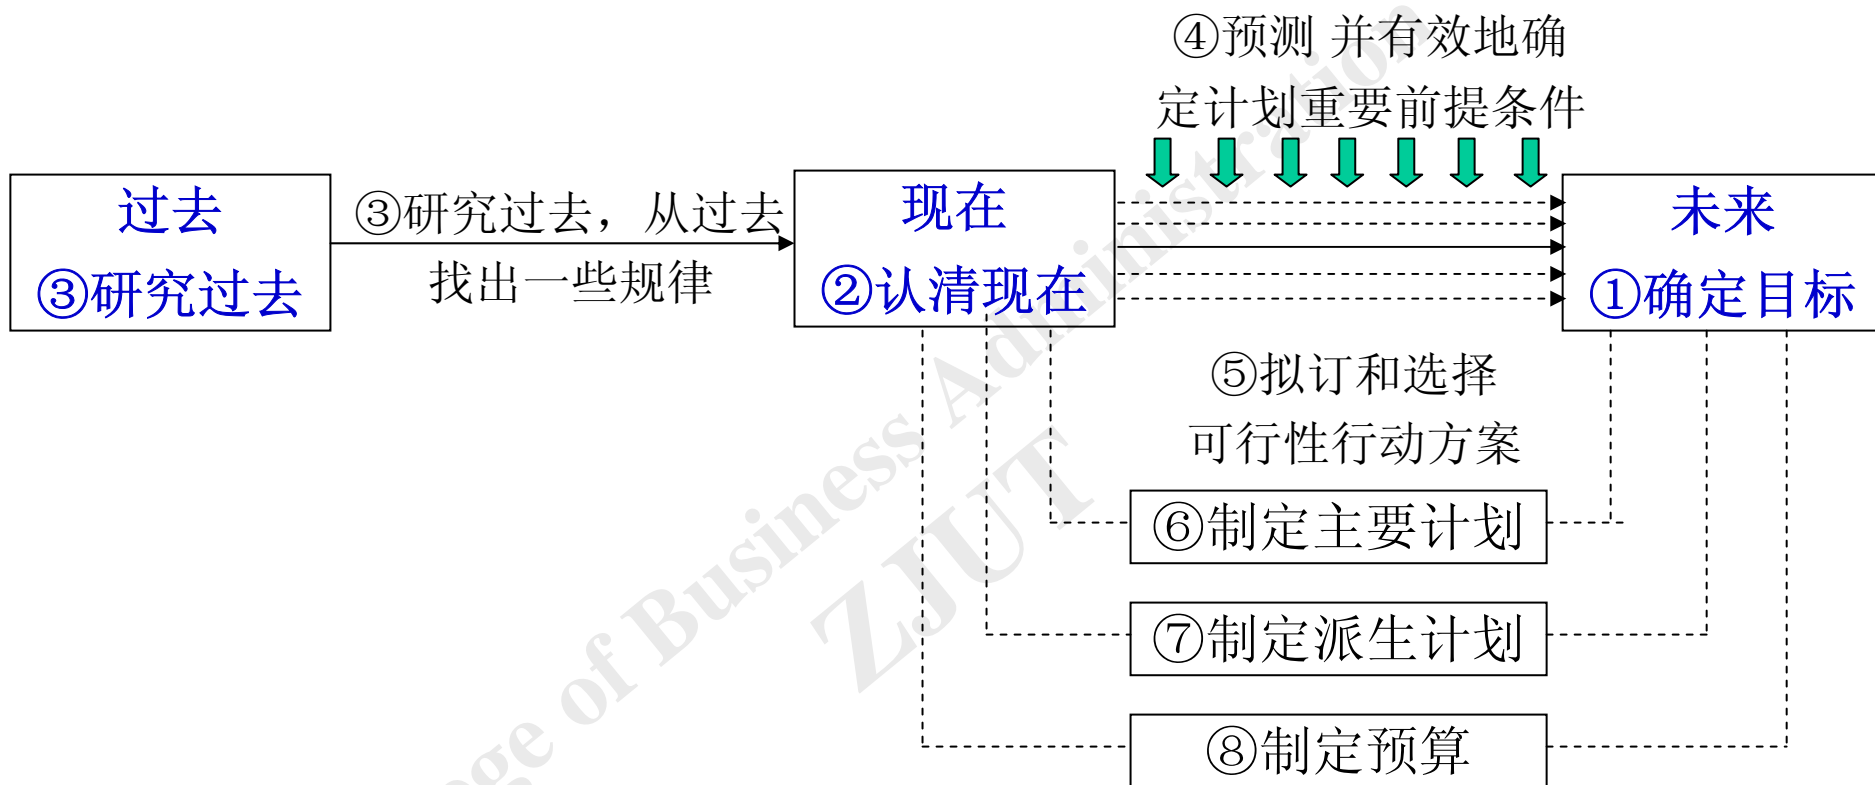 ④预测 并有效地确
定计划重要前提条件
过去
③研究过去
③研究过去，从过去
找出一些规律
现在
②认清现在
未来
①确定目标
⑤拟订和选择
可行性行动方案
⑥制定主要计划
⑦制定派生计划
⑧制定预算
ege of Business Administration
ZJUT